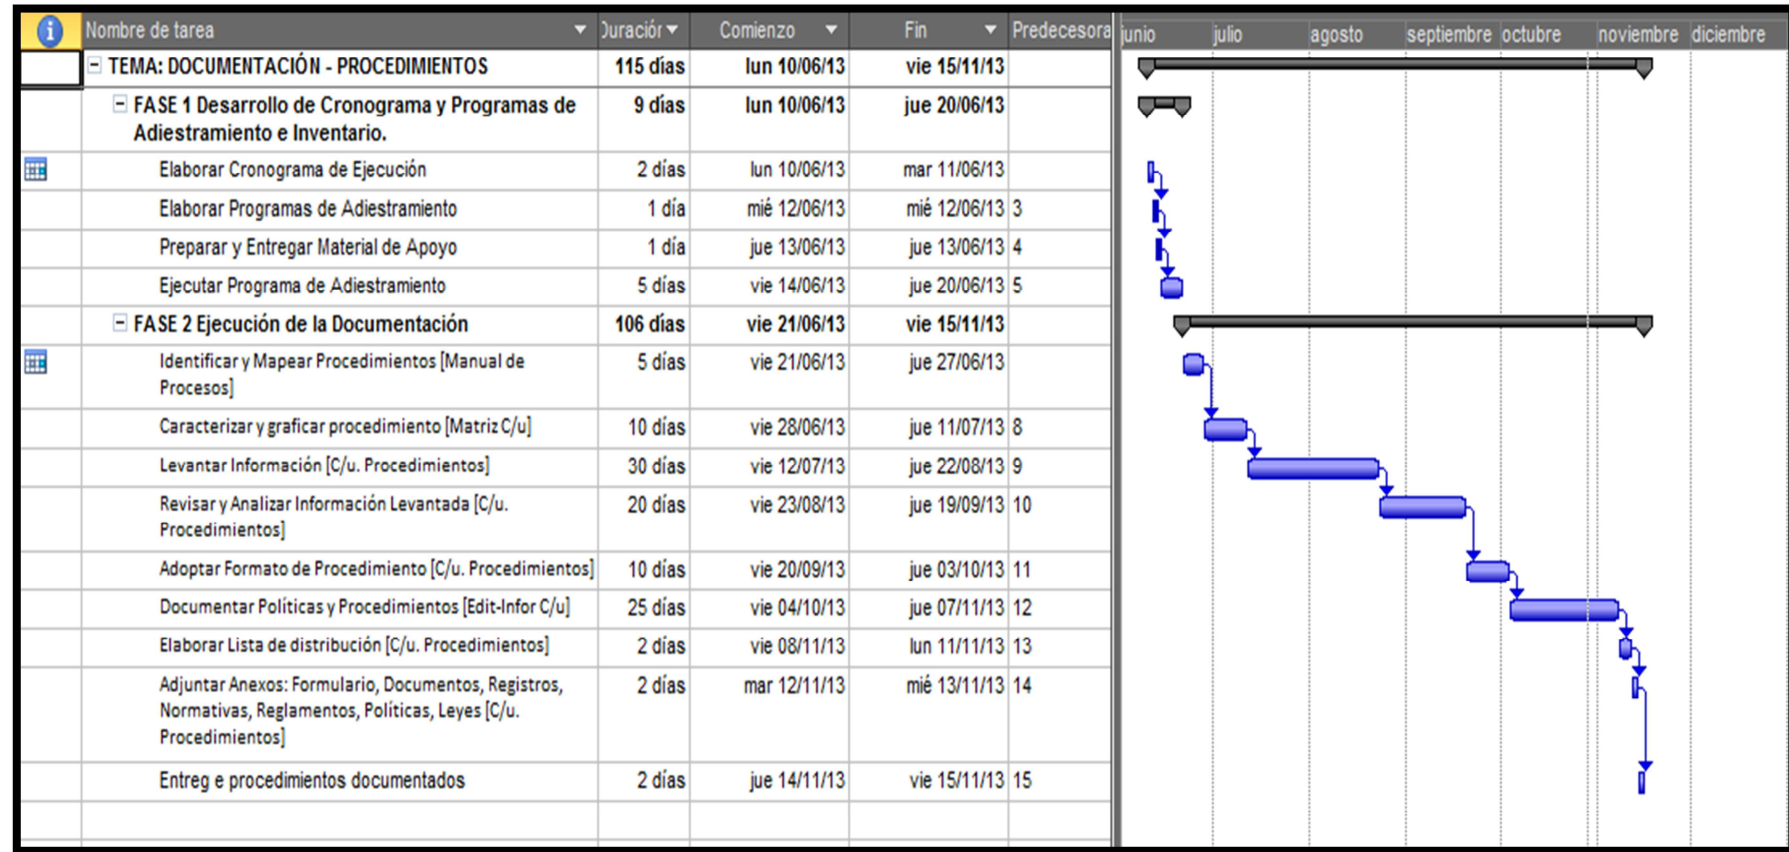 Nombre de tarea Duración Comienzo Fin Predecesora junio julio agosto septiembre octubre noviembre diciembre
TEMA: DOCUMENTACIÓN - PROCEDIMIENTOS 115 días lun 10/06/13 vie 15/11/13
FASE 1 Desarrollo de Cronograma y Programas de 9 días lun 10/06/13 jue 20/06/13
Adiestramiento e Inventario.
Elaborar Cronograma de Ejecución 2 días lun 10/06/13 mar 11/06/13
Elaborar Programas de Adiestramiento 1 día mié 12/06/13 mié 12/06/13 3
Preparar y Entregar Material de Apoyo 1 día jue 13/06/13 jue 13/06/13 4
Ejecutar Programa de Adiestramiento 5 días vie 14/06/13 jue 20/06/13 5
FASE 2 Ejecución de la Documentación 106 días vie 21/06/13 vie 15/11/13
Identificar y Mapear Procedimientos [Manual de 5 días vie 21/06/13 jue 27/06/13
Procesos]
Caracterizar y graficar procedimiento [Matriz C/u] 10 días vie 28/06/13 jue 11/07/13 8
Levantar Información [C/u. Procedimientos] 30 días vie 12/07/13 jue 22/08/13 9
Revisar y Analizar Información Levantada [C/u. 20 días vie 23/08/13 jue 19/09/13 10
Procedimientos]
Adoptar Formato de Procedimiento [C/u. Procedimientos] 10 días vie 20/09/13 jue 03/10/13 11
Documentar Políticas y Procedimientos [Edit-Infor C/u] 25 días vie 04/10/13 jue 07/11/13 12
Elaborar Lista de distribución [C/u. Procedimientos] 2 días vie 08/11/13 lun 11/11/13 13
Adjuntar Anexos: Formulario, Documentos, Registros, 2 días mar 12/11/13 mié 13/11/13 14
Normativas, Reglamentos, Políticas, Leyes [C/u.
Procedimientos]
Entreg e procedimientos documentados 2 días jue 14/11/13 vie 15/11/13 15